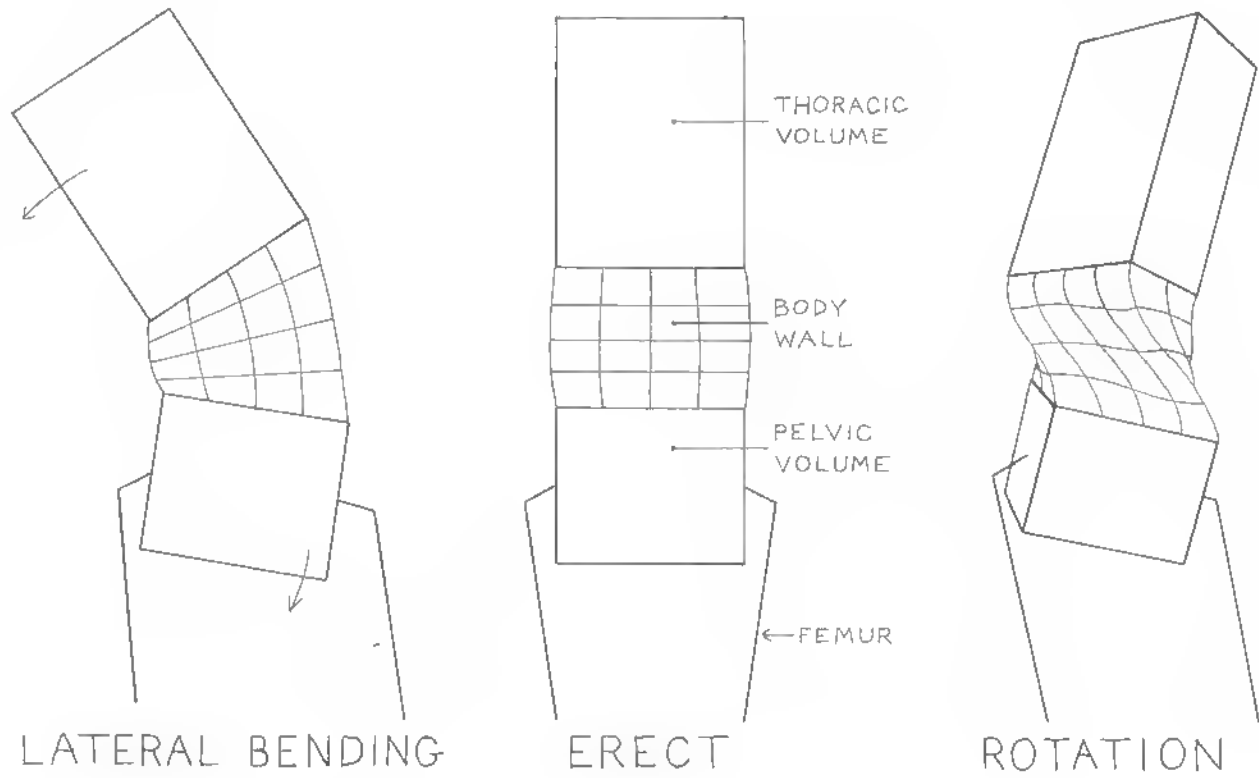 THORACIC
VOLUME
BODY
WALL
PELVIC
VOLUME
FEMUR
LATERAL BENDING
ERECT
ROTATION